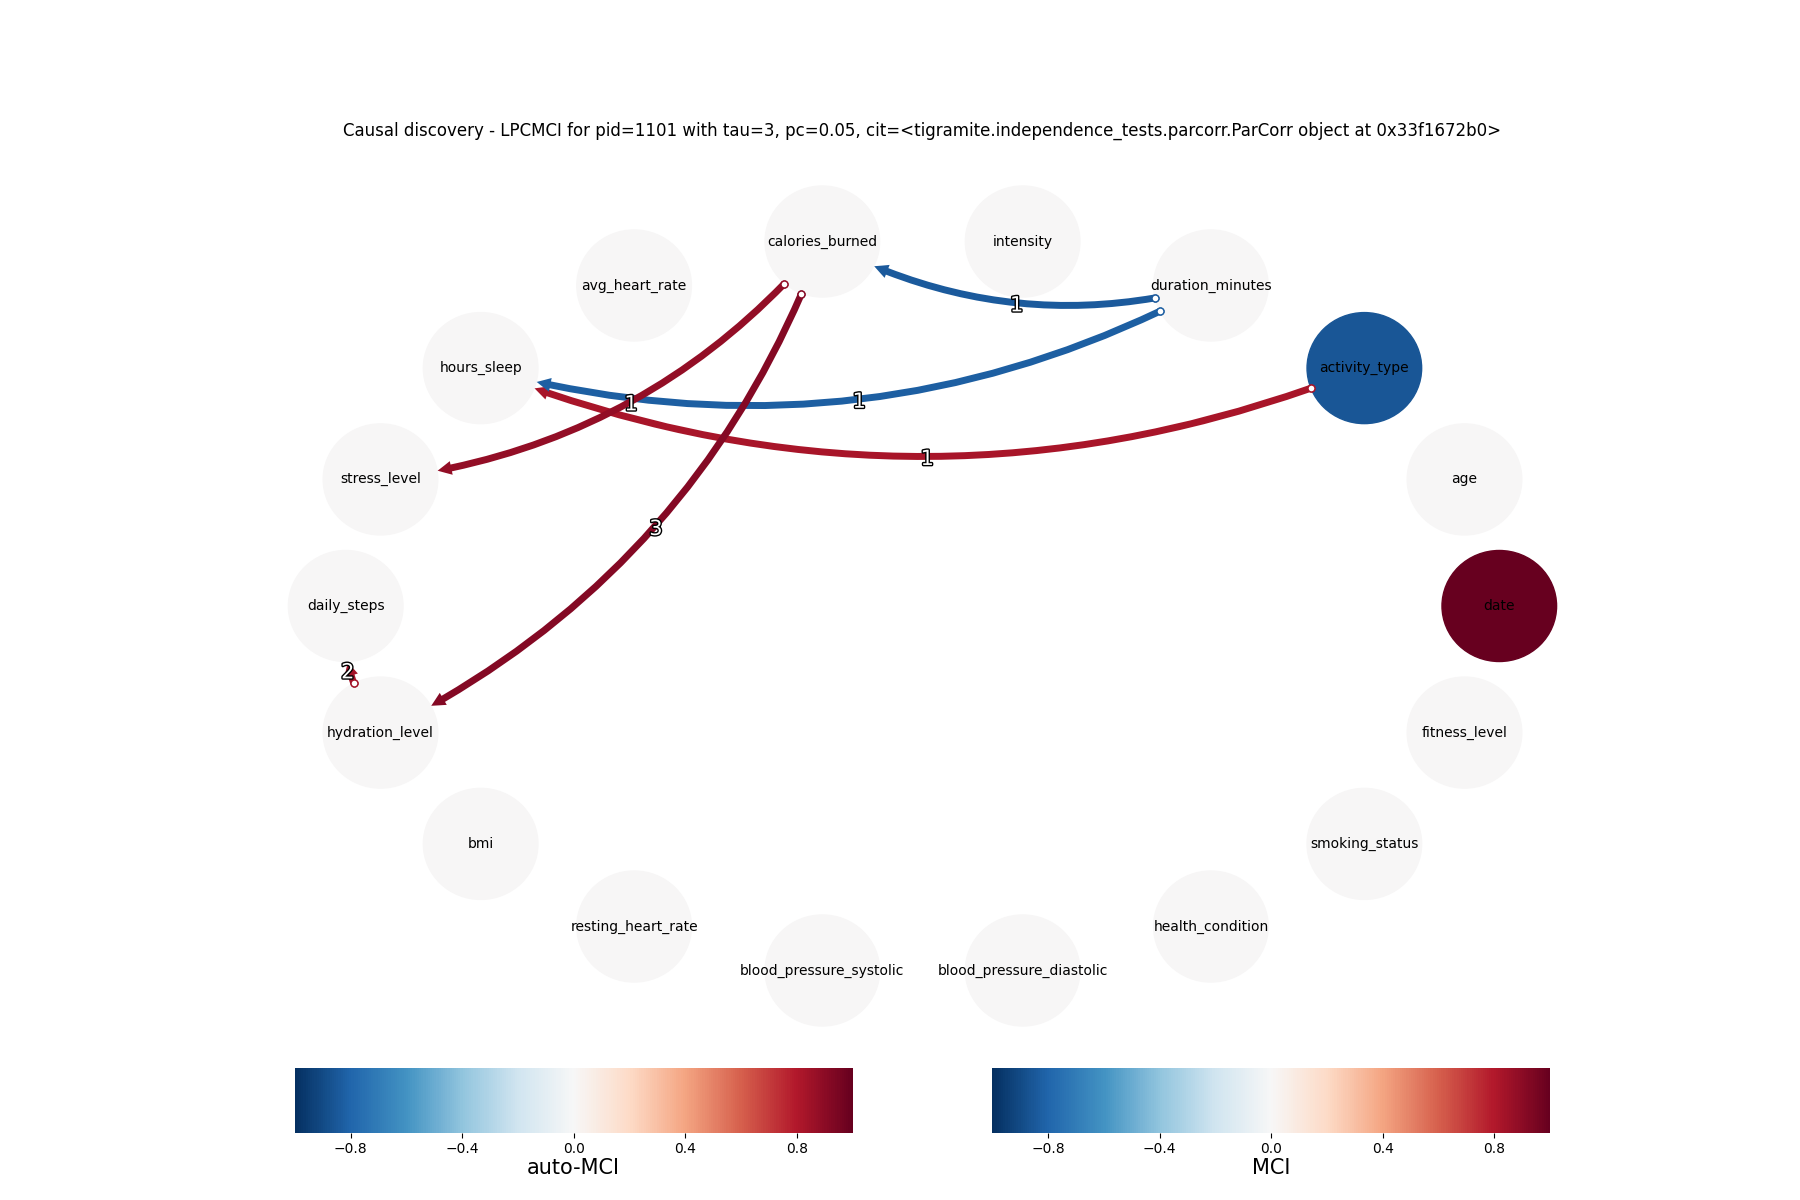 Causal discovery - LPCMCI for pid=1101 with tau=3, pc=0.05, cit=<tigramite.independence_tests.parcorr.ParCorr object at 0x33f1672b0>
calories_burned
intensity
avg_heart_rate
duration_minutes
1
hours_sleep
activity_type
1
1
1
stress_level
age
3
daily_steps
date
2
hydration_level
fitness_level
bmi
smoking_status
resting_heart_rate
health_condition
blood_pressure_systolic
blood_pressure_diastolic
−0.8 −0.4 0.0 0.4 0.8
auto-MCI
−0.8 −0.4 0.0 0.4 0.8
MCI